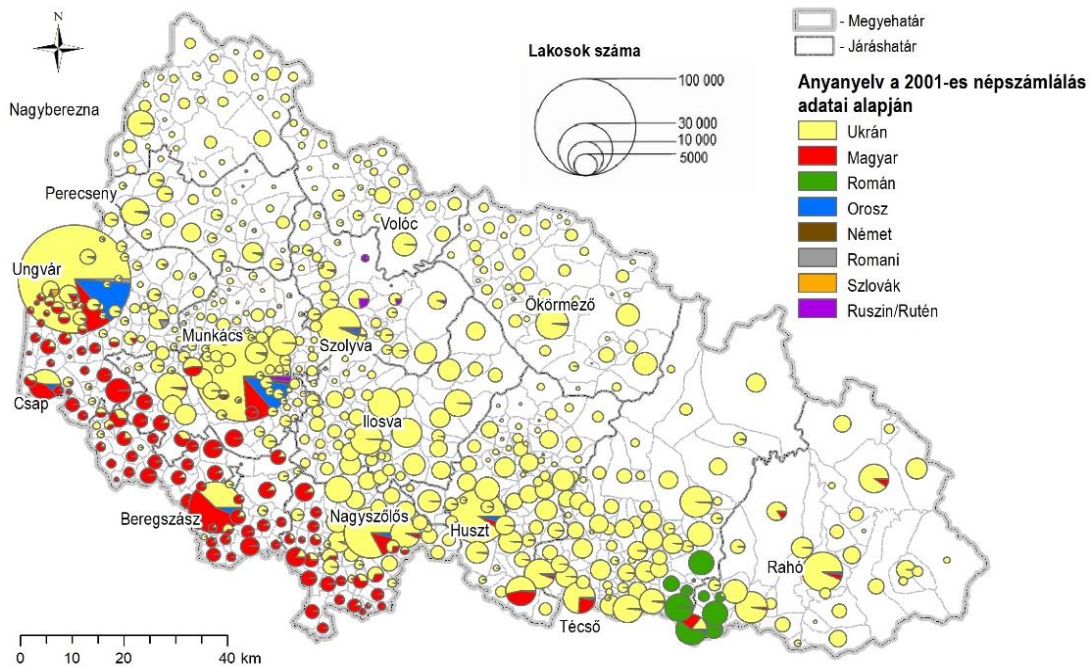 N
Lakosok száma
100 000
30 000
10 000
5000
- Megyehatár
- Járáshatár
Anyanyelv a 2001-es népszámlálás
adatai alapján
Ukrán
Magyar
Román
Orosz
Német
Romani
Szlovák
Ruszin/Rutén
Nagyberezna
Perecseny
Volóc
Ungvár
Ökörmező
Munkács
Szolyva
Csap
Ilosva
Beregszász
Nagyszőlős
Huszt
Rahó
Técső
0 10 20 40 km